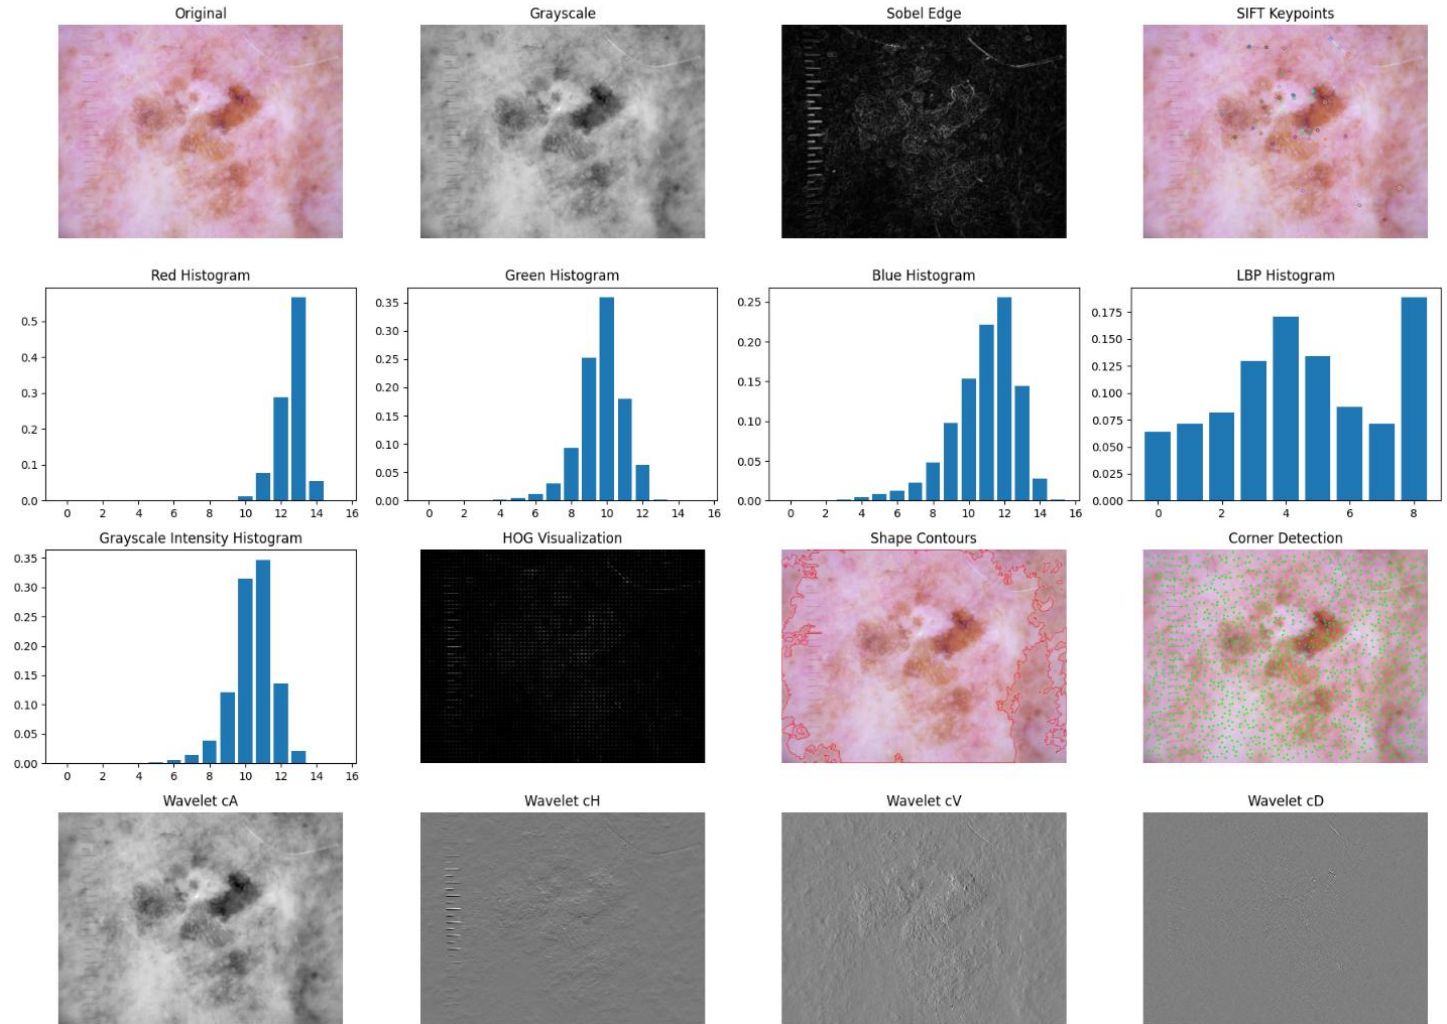 Original
Grayscale
Sobel Edge
SIFT Keypoints
Red Histogram
0.5
0.4
0.3
0.2
0.1
0.0
0 2 4 6 8 10 12 14 16
Green Histogram
0.35
0.30
0.25
0.20
0.15
0.10
0.05
0.00
0 2 4 6 8 10 12 14 16
Blue Histogram
0.25
0.20
0.15
0.10
0.05
0.00
0 2 4 6 8 10 12 14 16
LBP Histogram
0.175
0.150
0.125
0.100
0.075
0.050
0.025
0.000
0 2 4 6 8
Grayscale Intensity Histogram
0.35
0.30
0.25
0.20
0.15
0.10
0.05
0.00
0 2 4 6 8 10 12 14 16
HOG Visualization
Shape Contours
Corner Detection
Wavelet cA
Wavelet cH
Wavelet cV
Wavelet cD